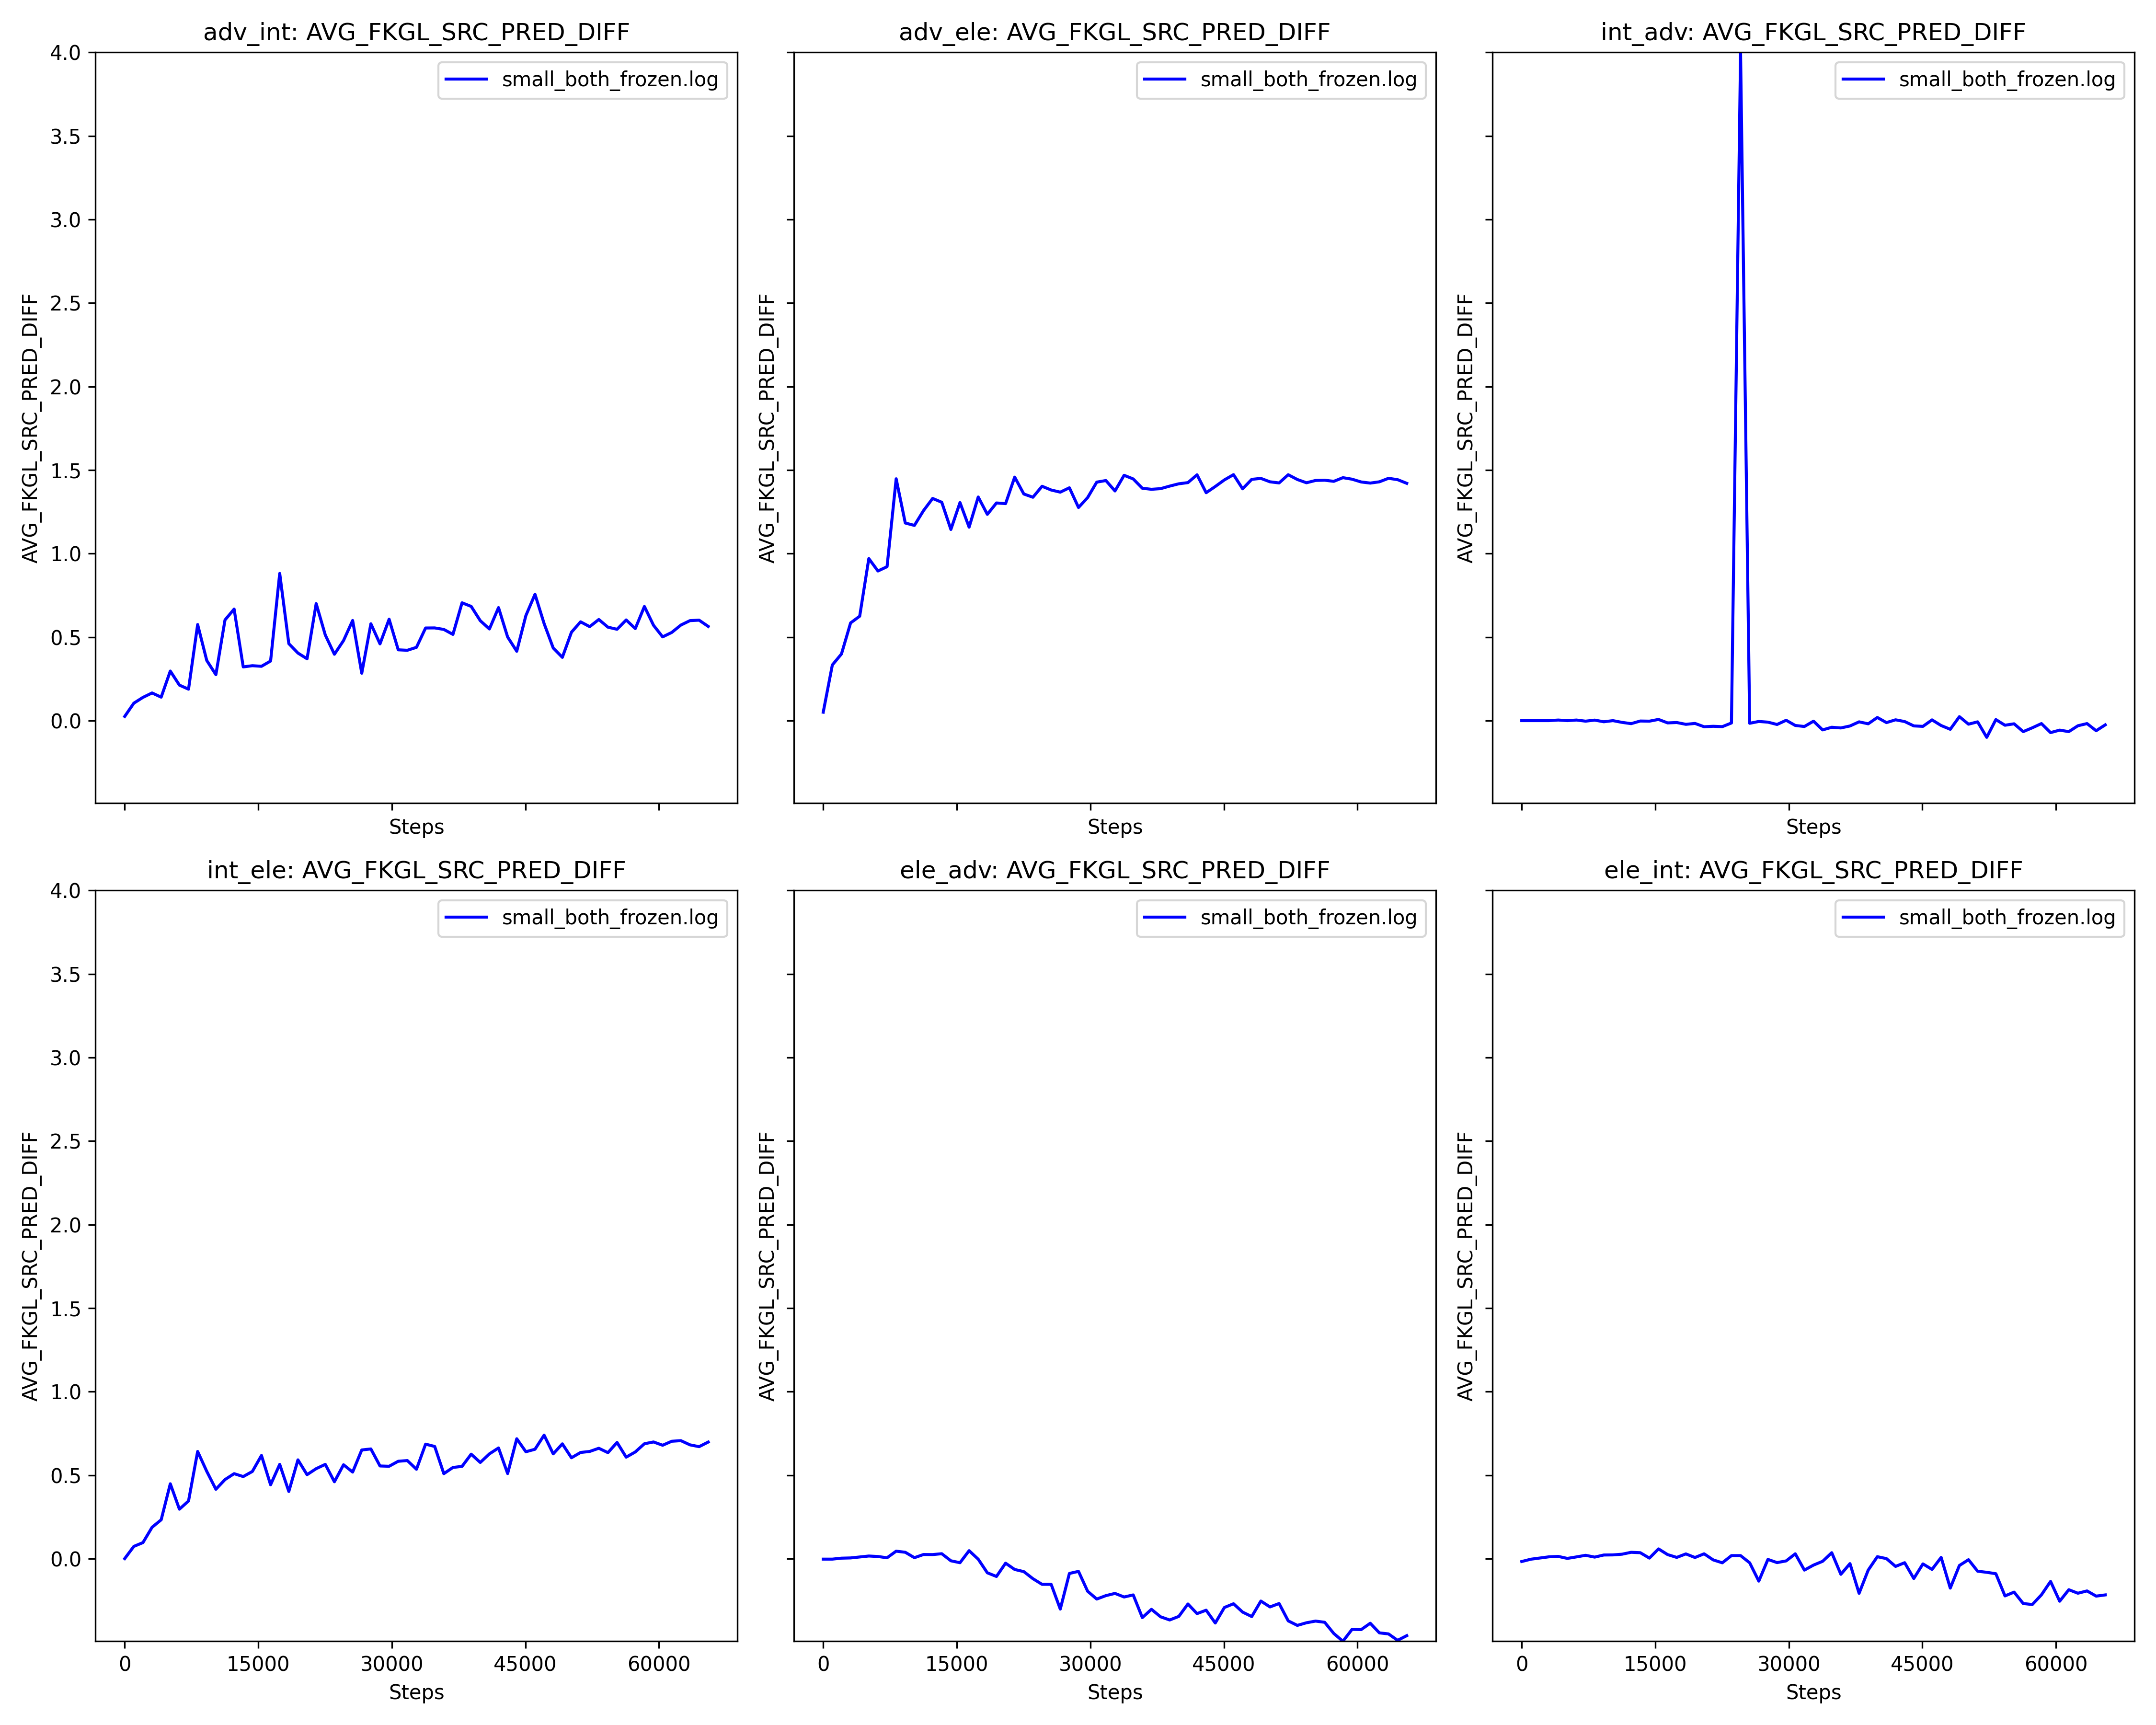 adv_int: AVG_FKGL_SRC_PRED_DIFF
small_both_frozen.log
4.0
3.5
3.0
2.5
2.0
1.5
1.0
0.5
0.0
AVG_FKGL_SRC_PRED_DIFF
Steps
adv_ele: AVG_FKGL_SRC_PRED_DIFF
small_both_frozen.log
AVG_FKGL_SRC_PRED_DIFF
Steps
int_adv: AVG_FKGL_SRC_PRED_DIFF
small_both_frozen.log
AVG_FKGL_SRC_PRED_DIFF
Steps
int_ele: AVG_FKGL_SRC_PRED_DIFF
small_both_frozen.log
4.0
3.5
3.0
2.5
2.0
1.5
1.0
0.5
0.0
AVG_FKGL_SRC_PRED_DIFF
0 15000 30000 45000 60000
Steps
ele_adv: AVG_FKGL_SRC_PRED_DIFF
small_both_frozen.log
AVG_FKGL_SRC_PRED_DIFF
0 15000 30000 45000 60000
Steps
ele_int: AVG_FKGL_SRC_PRED_DIFF
small_both_frozen.log
AVG_FKGL_SRC_PRED_DIFF
0 15000 30000 45000 60000
Steps